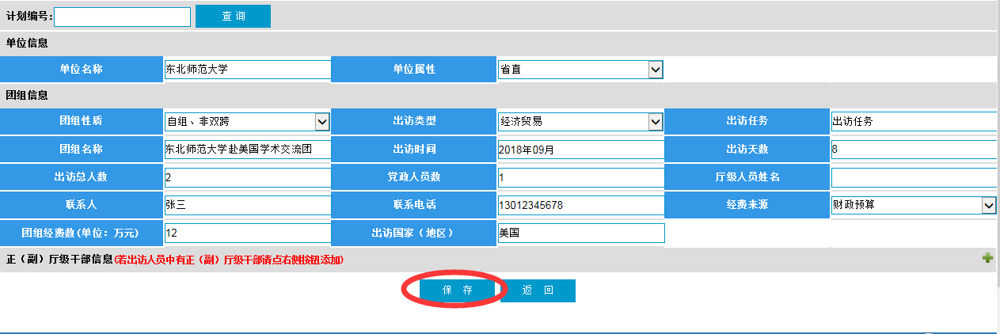 计划编号: 查 询
单位信息
单位名称 东北师范大学 单位属性 省直
团组信息
团组性质 自组、非双跨 出访类型 经济贸易 出访任务 出访任务
团组名称 东北师范大学赴美国学术交流团 出访时间 2018年09月 出访天数 8
出访总人数 2 党政人员数 1 厅级人员姓名
联系人 张三 联系电话 13012345678 经费来源 财政预算
团组经费数(单位：万元) 12 出访国家（地区） 美国
正（副）厅级干部信息(若出访人员中有正（副）厅级干部请点右侧按钮添加)
保 存 返 回